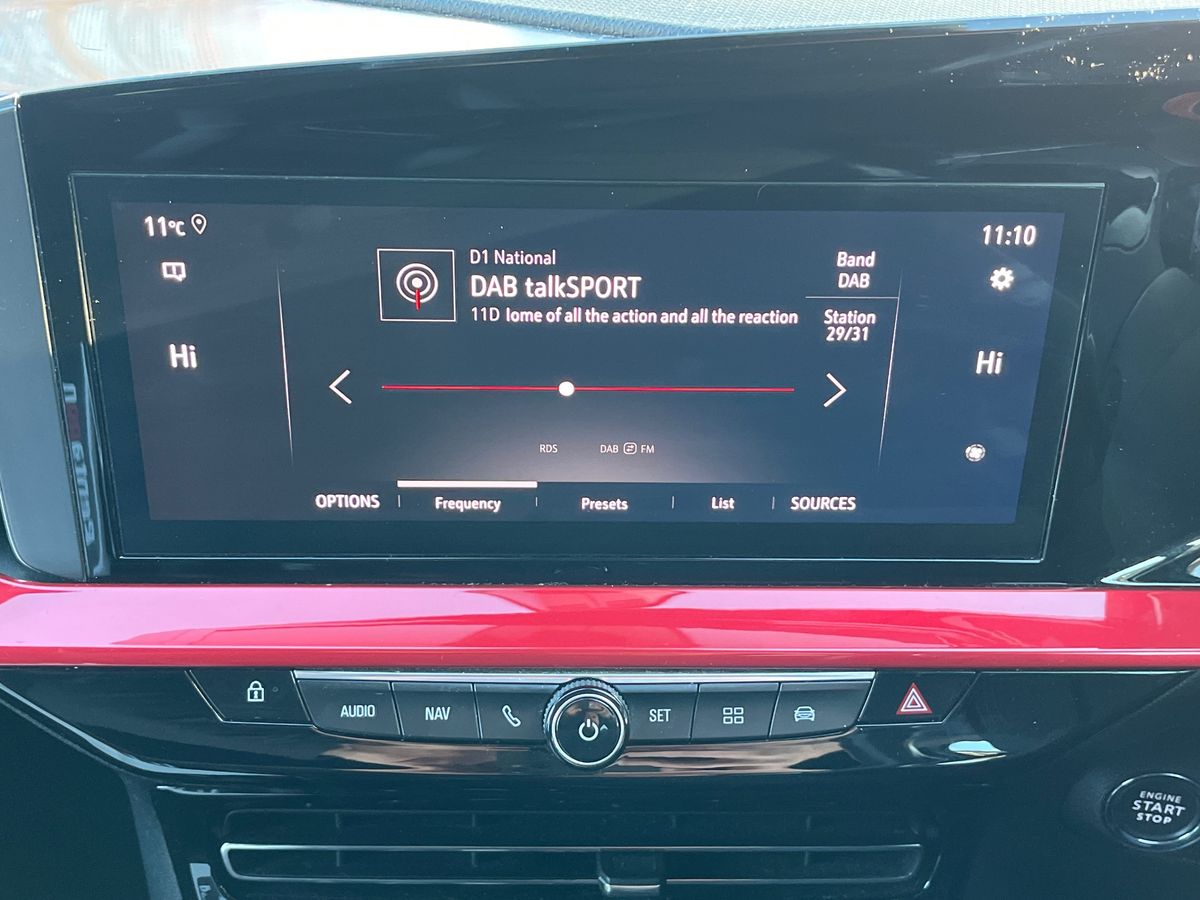 11°C
11:10
D1 National
DAB talkSPORT
11D lome of all the action and all the reaction
Band
DAB
Station
29/31
Hi
Hi
RDS
DAB FM
OPTIONS
Frequency
Presets
List
SOURCES
AUDIO
NAV
SET
ENGINE
START
STOP